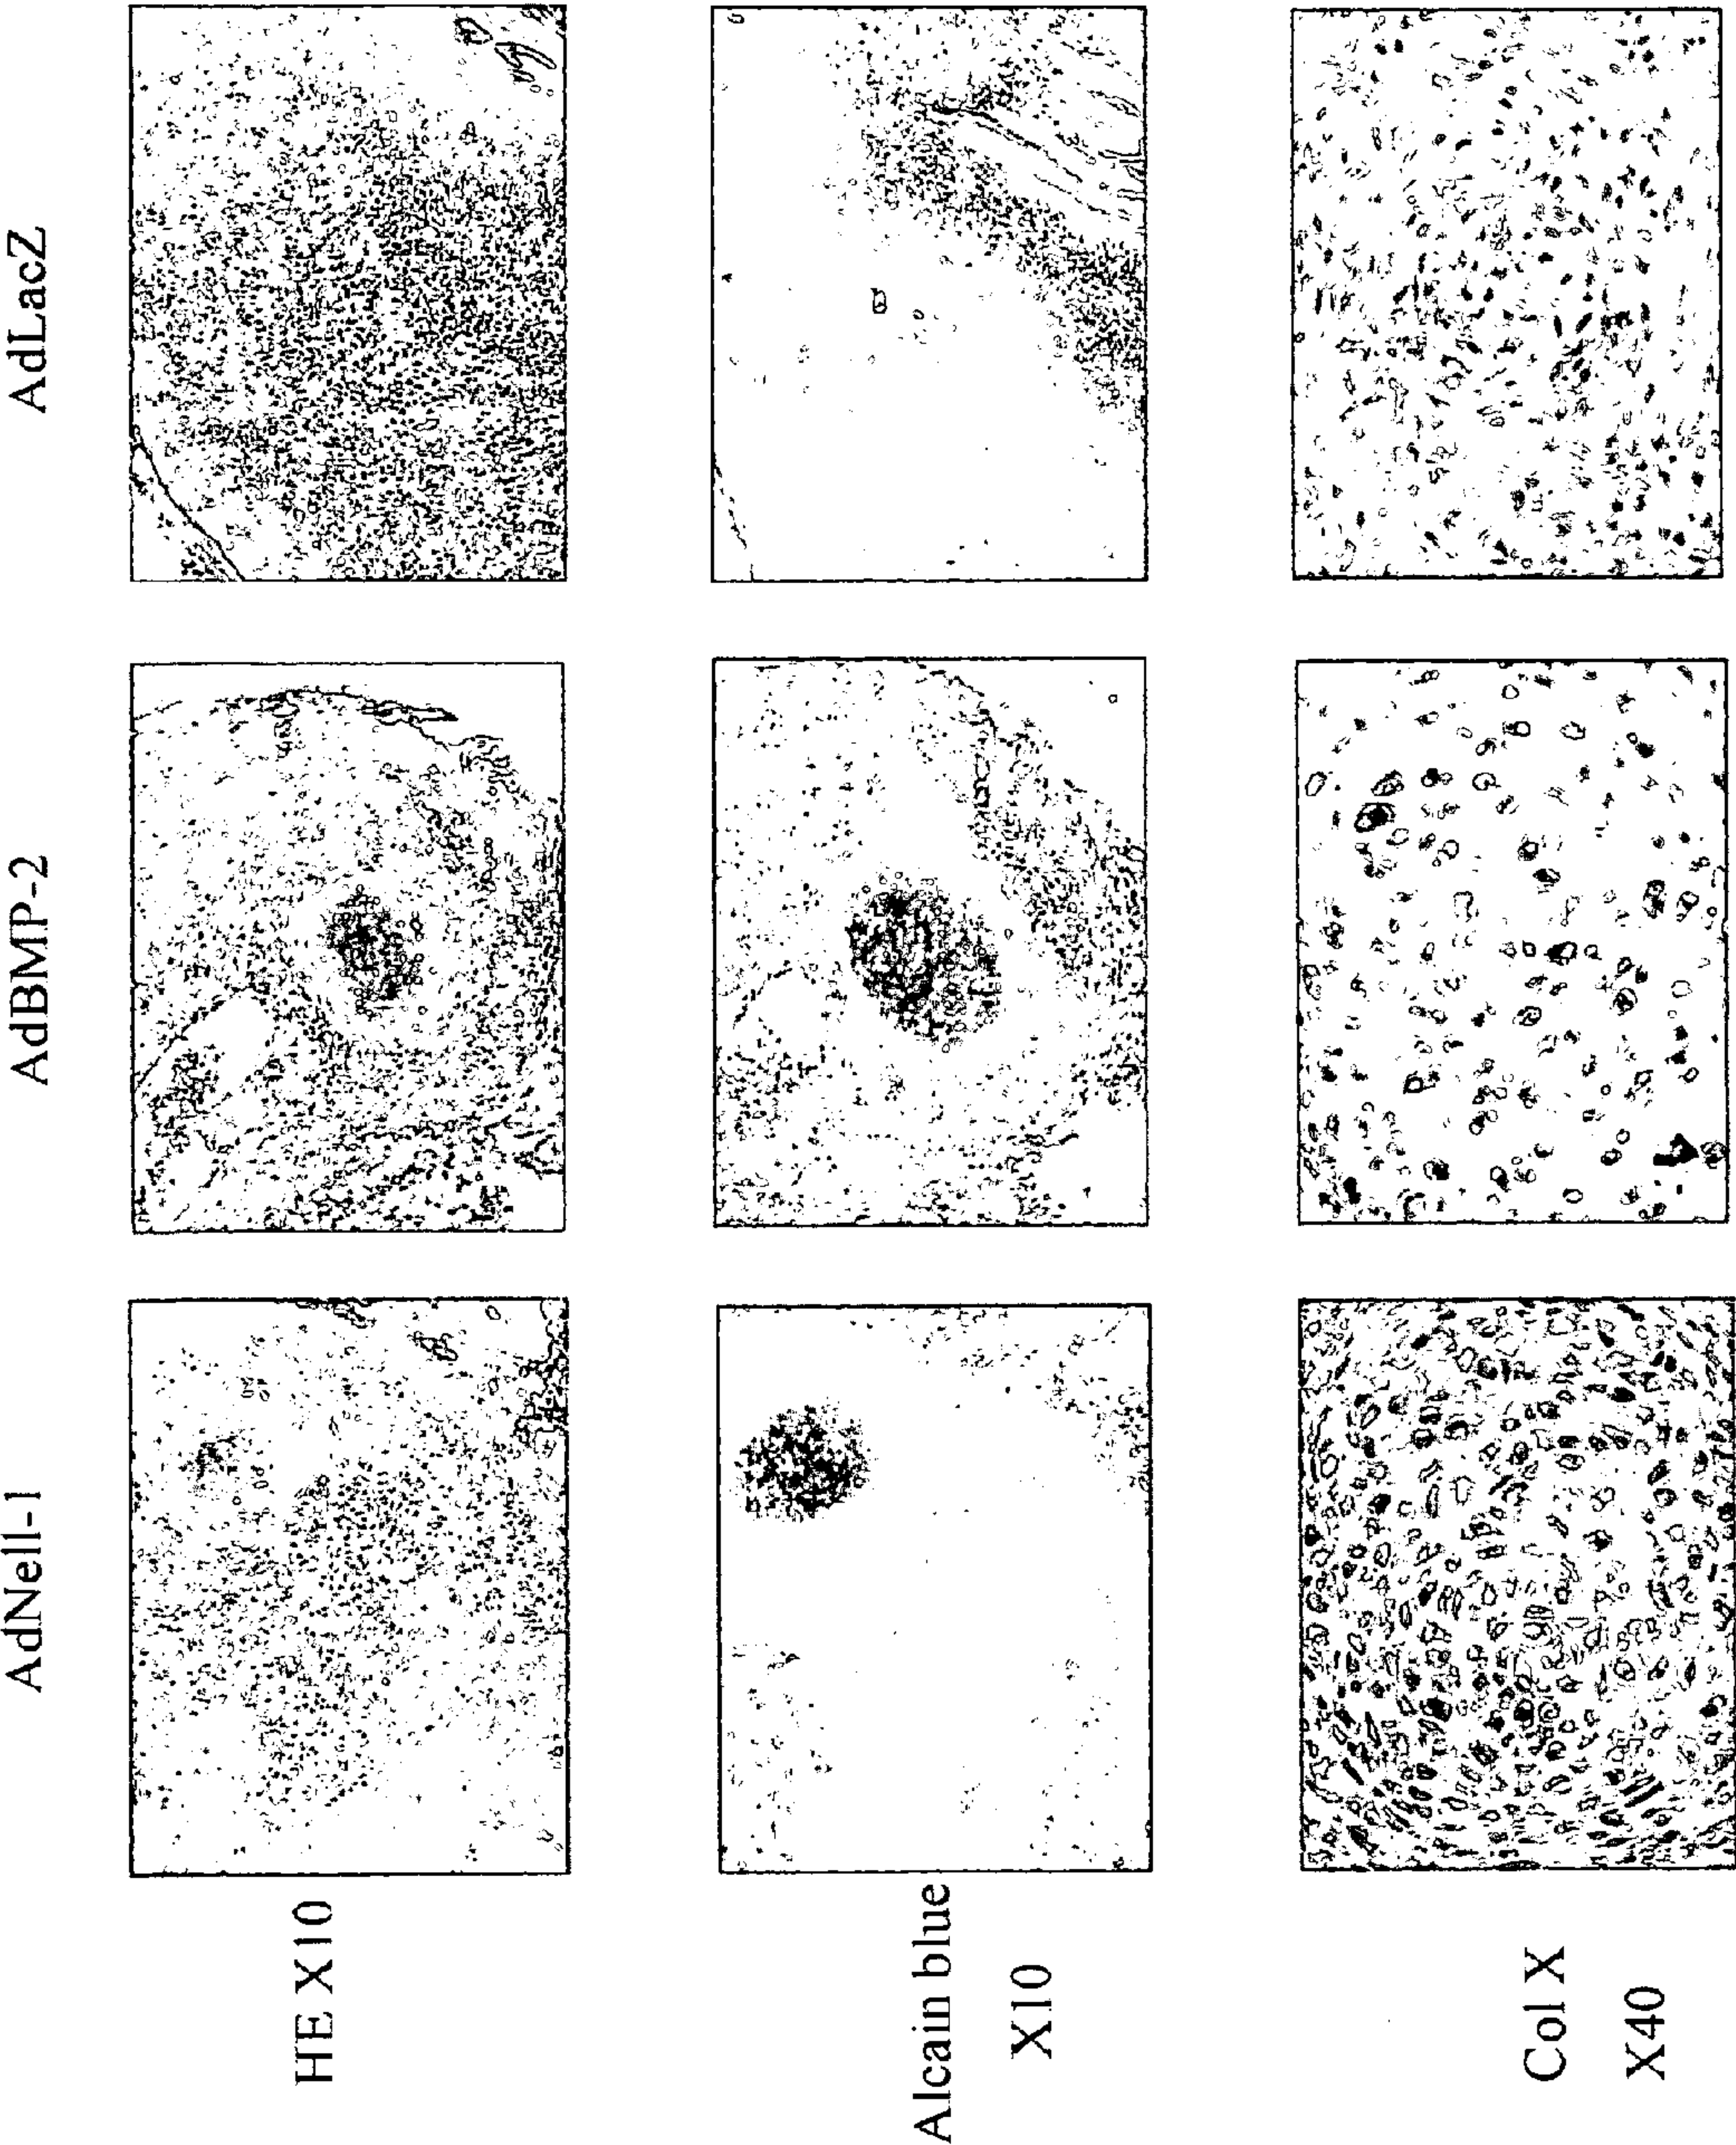 AdNell-1
AdBMP-2
AdLacZ
HE X10
Alcain blue
X10
Col X
X40